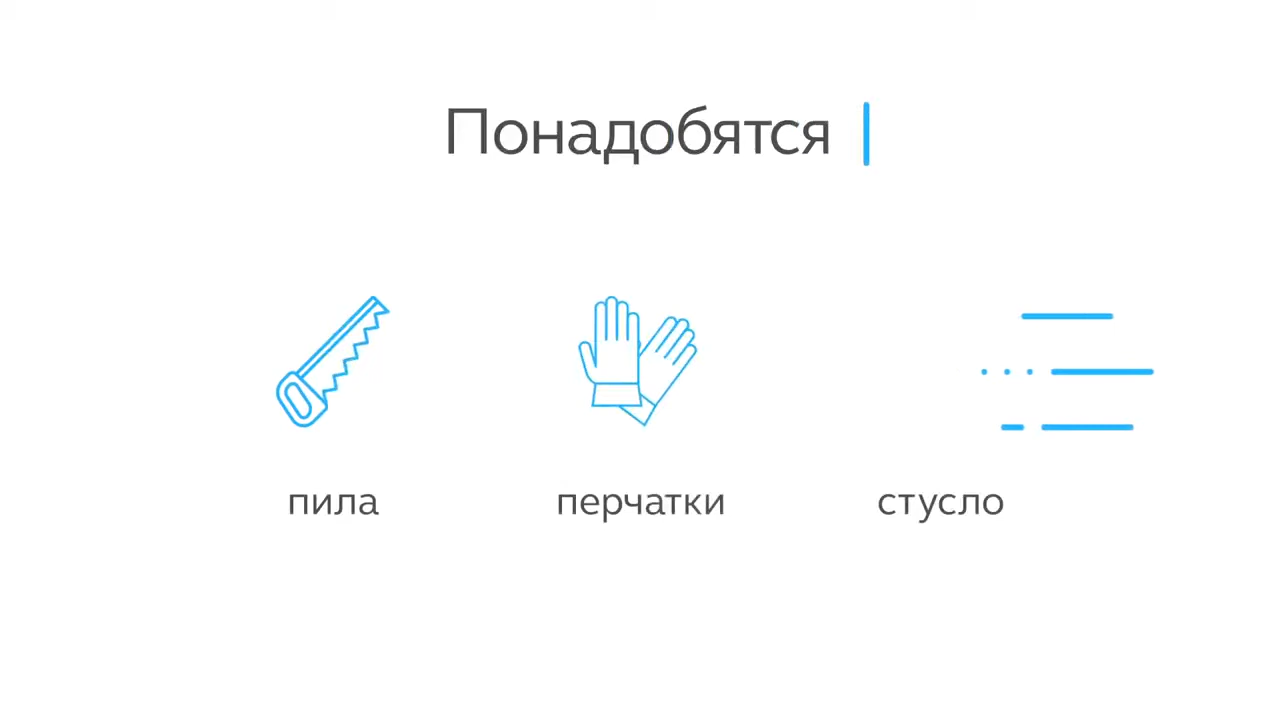 Понадобятся
пила
перчатки
стусло